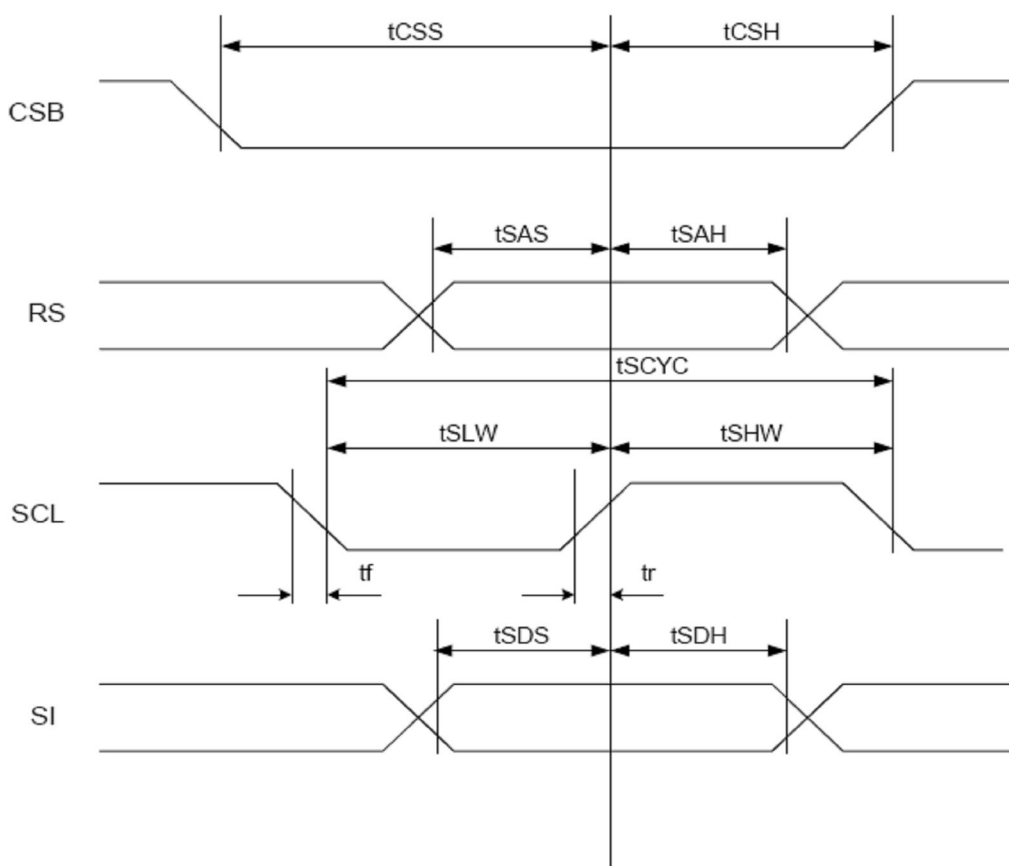 tCSS tCSH
CSB
tSAS tSAH
RS
tSCYC
tSLW tSHW
SCL
tf tr
tSDS tSDH
SI